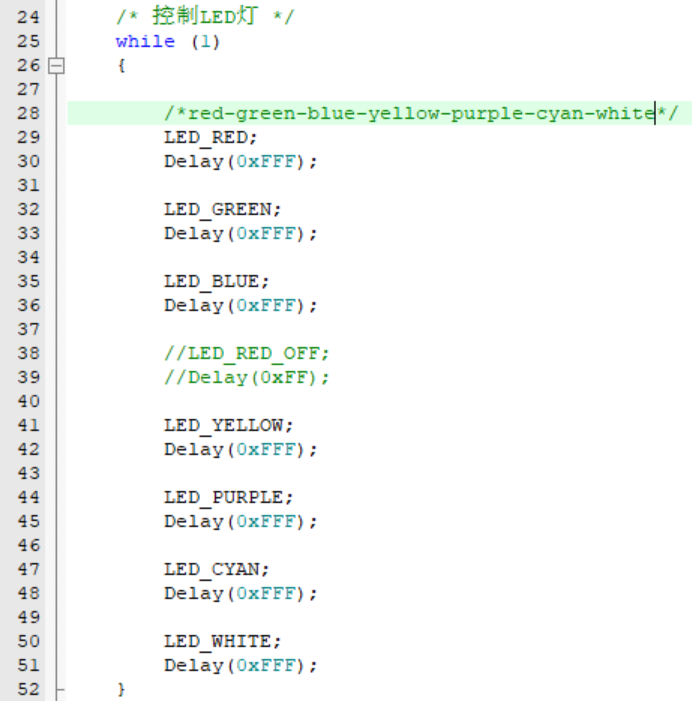 24 /* 控制LED灯 */
25 while (1)
26 {
27
28 /*red-green-blue-yellow-purple-cyan-white*/
29 LED_RED;
30 Delay(0xFFF);
31
32 LED_GREEN;
33 Delay(0xFFF);
34
35 LED_BLUE;
36 Delay(0xFFF);
37
38 //LED_RED_OFF;
39 //Delay(0xFF);
40
41 LED_YELLOW;
42 Delay(0xFFF);
43
44 LED_PURPLE;
45 Delay(0xFFF);
46
47 LED_CYAN;
48 Delay(0xFFF);
49
50 LED_WHITE;
51 Delay(0xFFF);
52 }